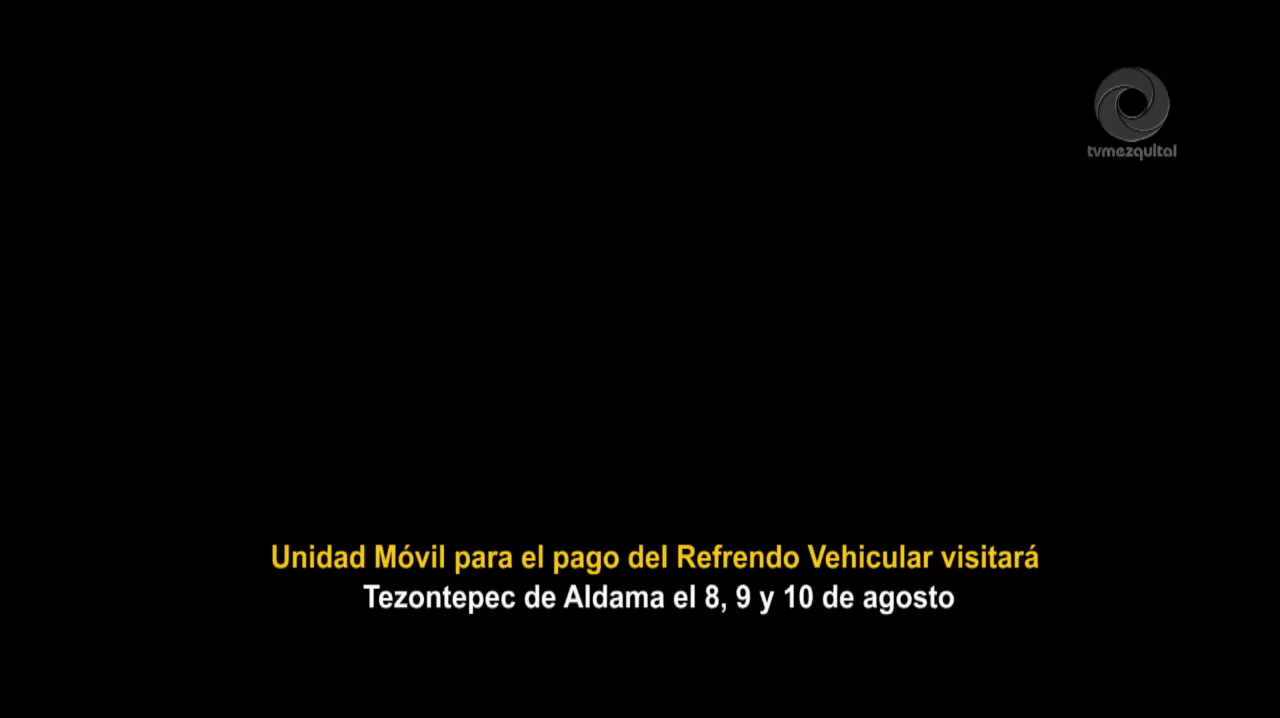 tvmezquital
Unidad Móvil para el pago del Refrendo Vehicular visitará
Tezontepec de Aldama el 8, 9 y 10 de agosto